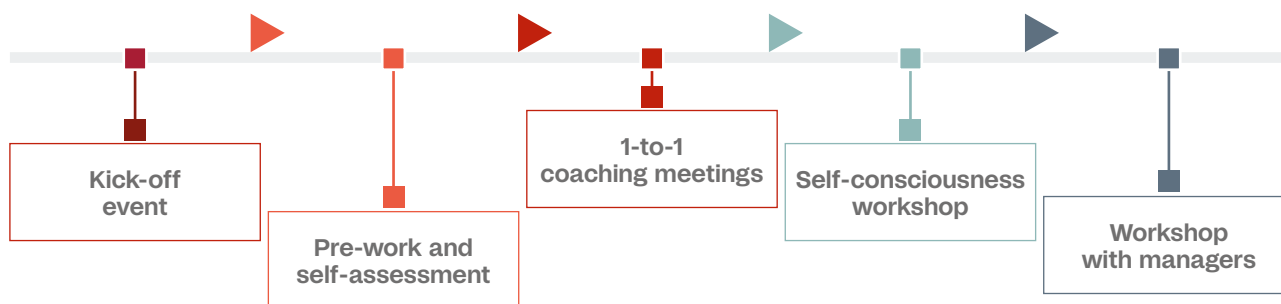 Kick-off
event
Pre-work and
self-assessment
1-to-1
coaching meetings
Self-consciousness
workshop
Workshop
with managers